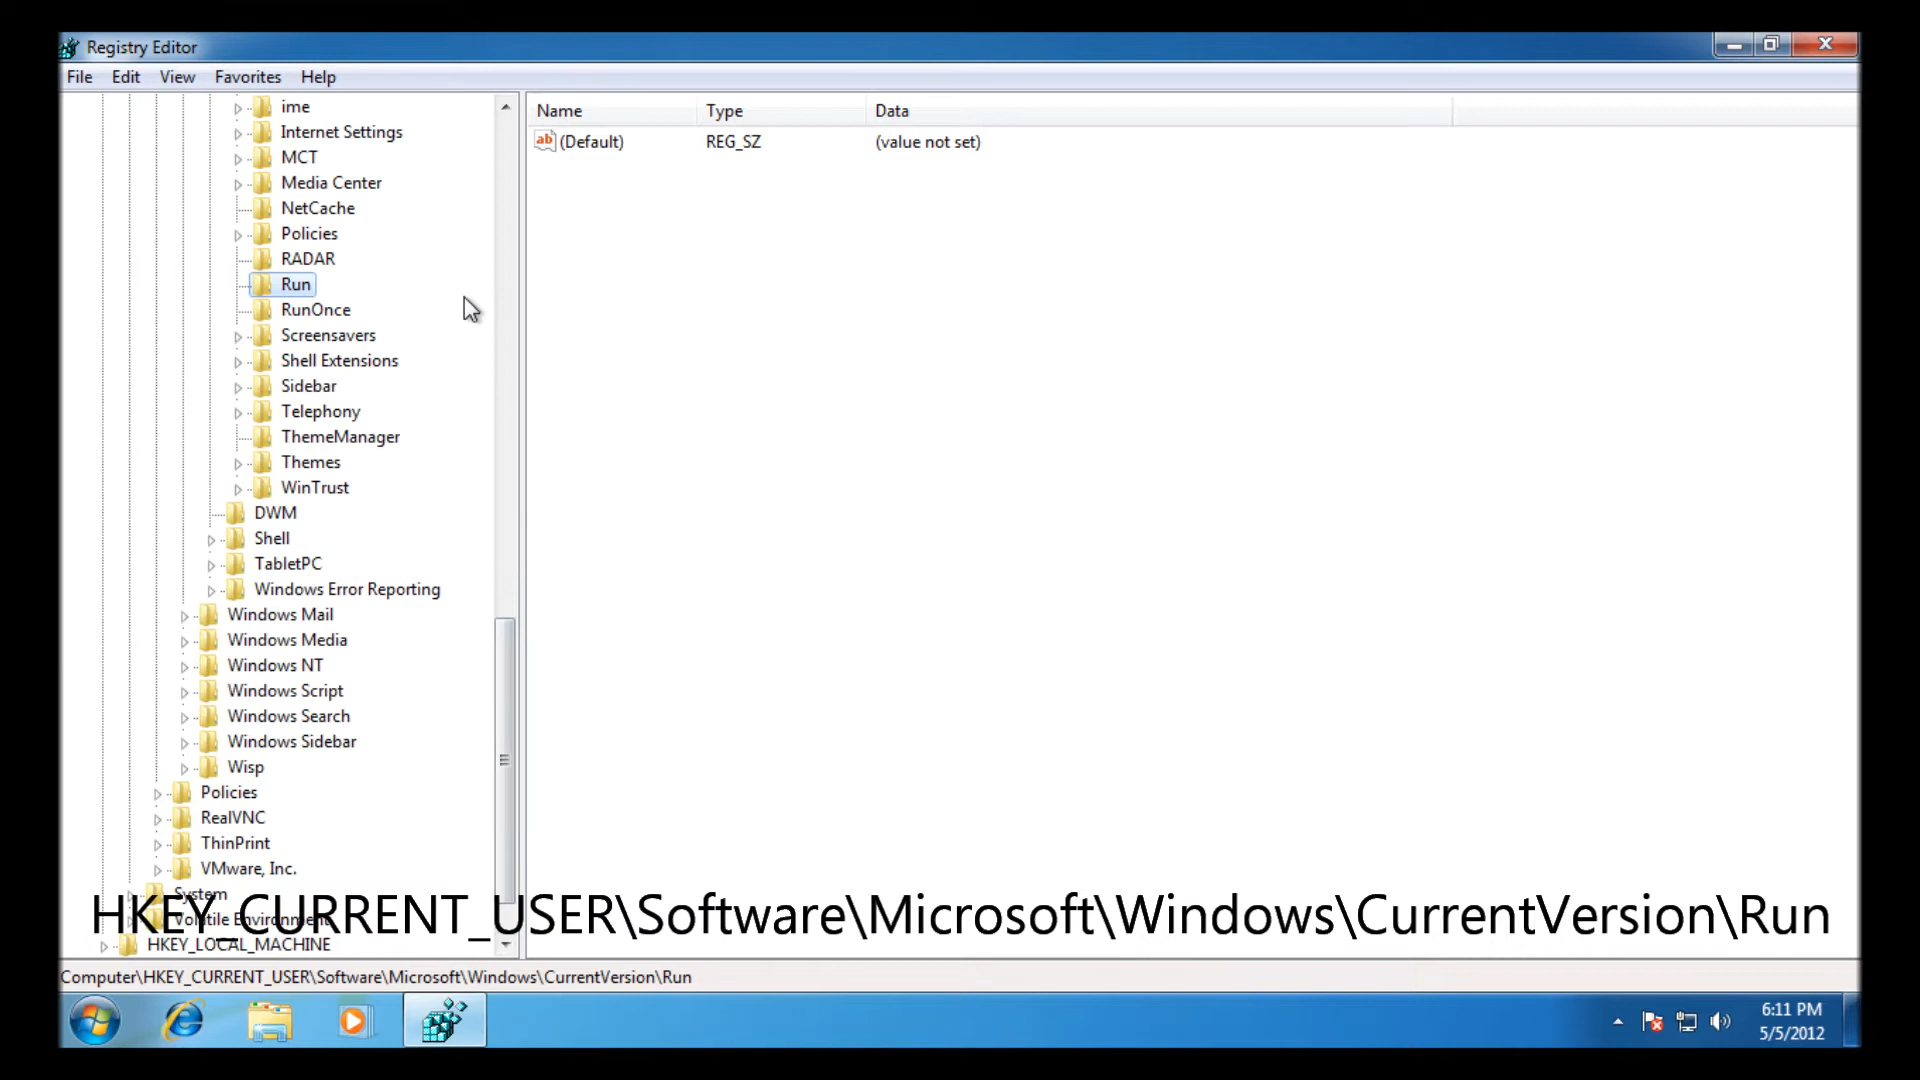 Registry Editor
File Edit View Favorites Help
Name Type Data
ab (Default) REG_SZ (value not set)
ime
Internet Settings
MCT
Media Center
NetCache
Policies
RADAR
Run
RunOnce
Screensavers
Shell Extensions
Sidebar
Telephony
ThemeManager
Themes
WinTrust
DWM
Shell
TabletPC
Windows Error Reporting
Windows Mail
Windows Media
Windows NT
Windows Script
Windows Search
Windows Sidebar
Wisp
Policies
RealVNC
ThinPrint
VMware, Inc.
System
Volatile Environment
HKEY_LOCAL_MACHINE
HKEY_CURRENT_USER\Software\Microsoft\Windows\CurrentVersion\Run
Computer\HKEY_CURRENT_USER\Software\Microsoft\Windows\CurrentVersion\Run
6:11 PM
5/5/2012